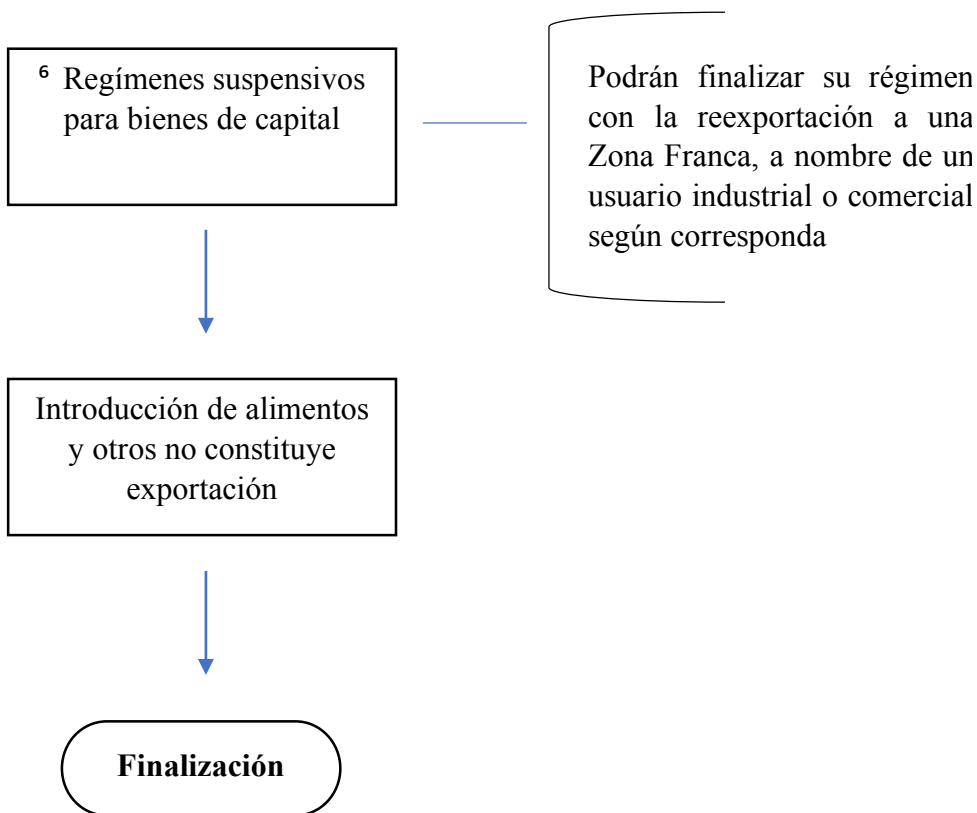 ⁶ Regímenes suspensivos
para bienes de capital
Podrán finalizar su régimen
con la reexportación a una
Zona Franca, a nombre de un
usuario industrial o comercial
según corresponda
Introducción de alimentos
y otros no constituye
exportación
Finalización